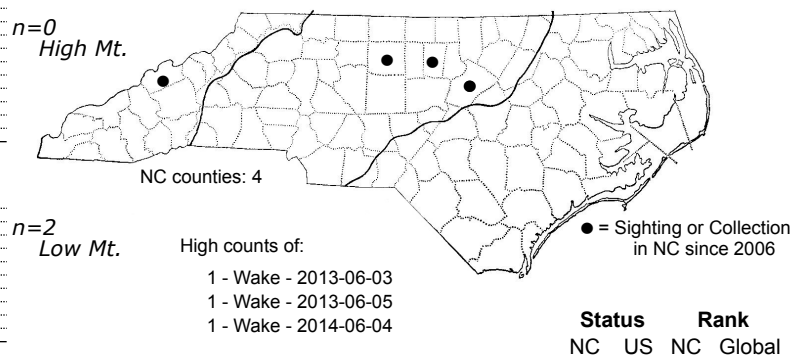 n=0
High Mt.
NC counties: 4
n=2
Low Mt.
High counts of:
1 - Wake - 2013-06-03
1 - Wake - 2013-06-05
1 - Wake - 2014-06-04
● = Sighting or Collection
in NC since 2006
Status Rank
NC US NC Global